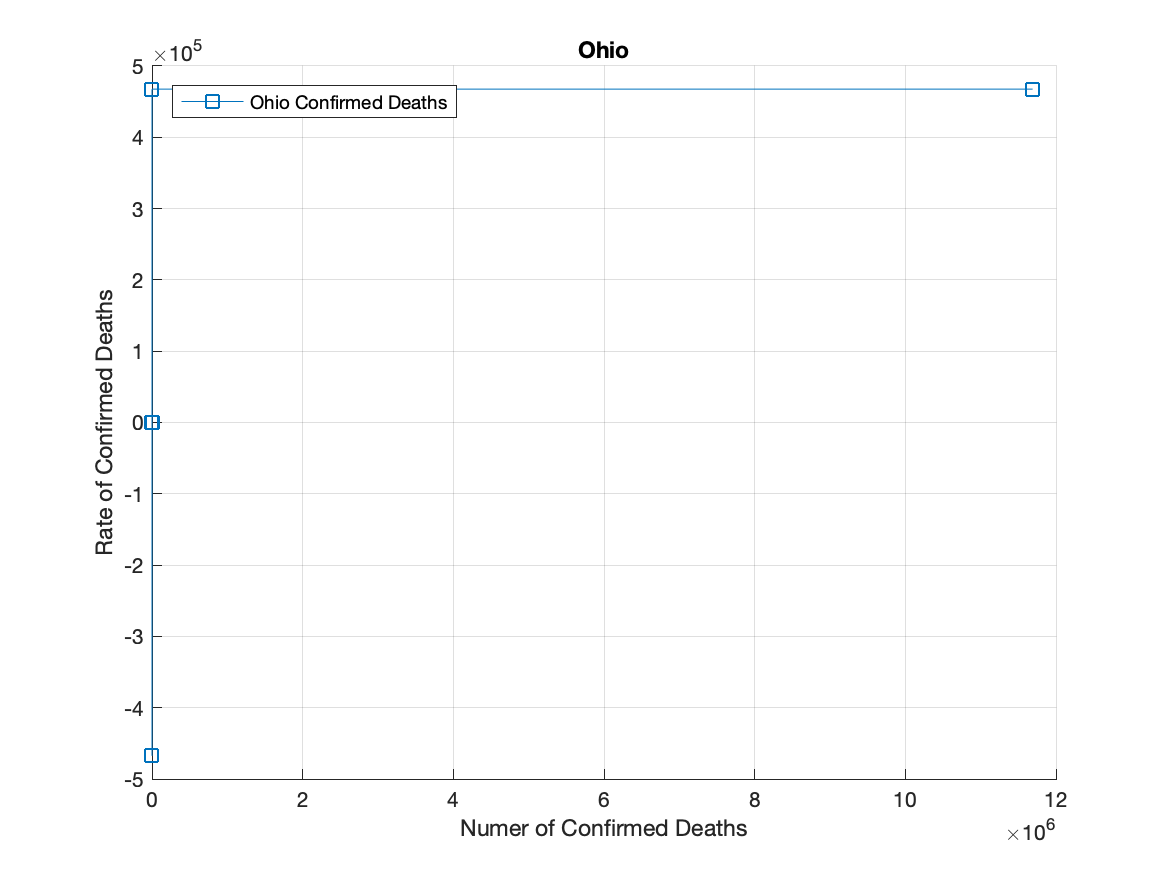 Ohio
×10^5
5
4
3
2
1
0
-1
-2
-3
-4
-5
Rate of Confirmed Deaths
Ohio Confirmed Deaths
0 2 4 6 8 10 12
Numer of Confirmed Deaths
×10^6